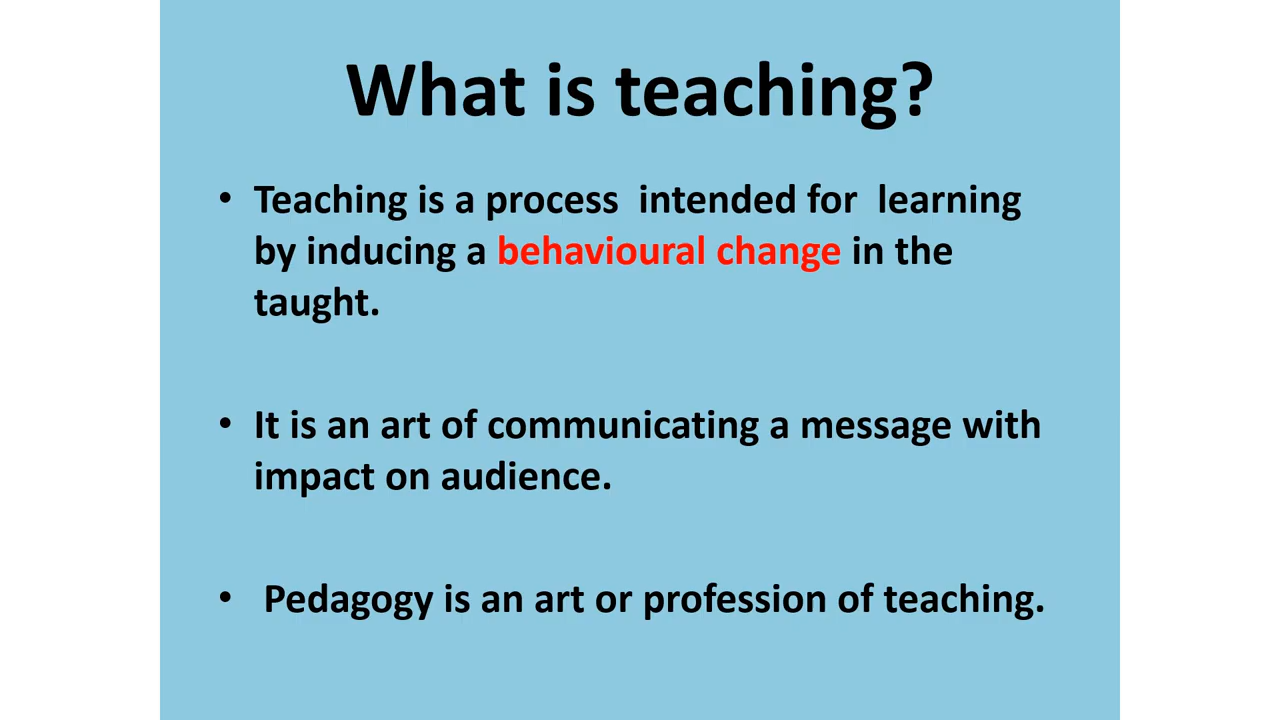 What is teaching?
• Teaching is a process  intended for  learning
by inducing a behavioural change in the
taught.
• It is an art of communicating a message with
impact on audience.
•  Pedagogy is an art or profession of teaching.